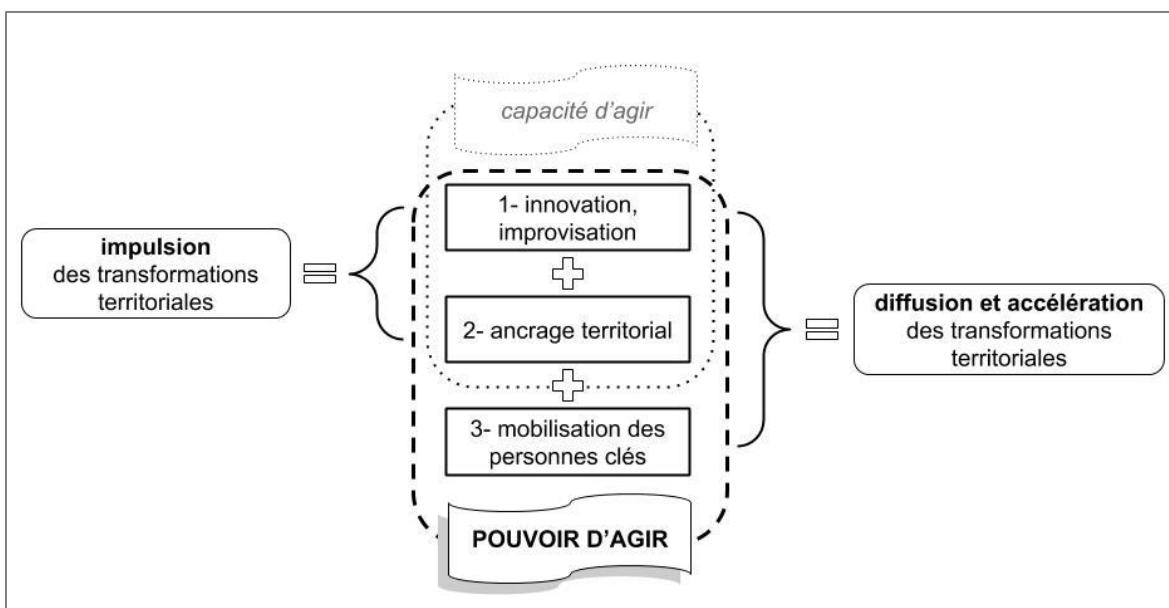 capacité d'agir
1- innovation,
improvisation
impulsion
des transformations
territoriales
2- ancrage territorial
diffusion et accélération
des transformations
territoriales
3- mobilisation des
personnes clés
POUVOIR D'AGIR